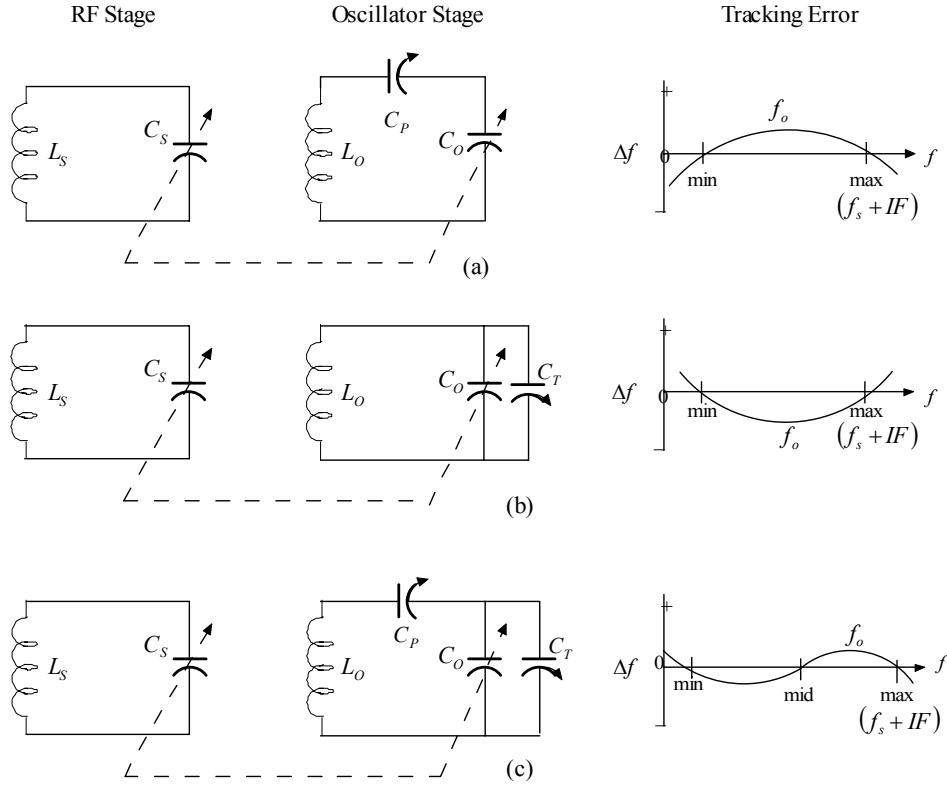 RF Stage Oscillator Stage Tracking Error
L_S C_S C_P L_O C_O
+ Δf 0 f_o f
min max
(f_s + IF)
(a)
L_S C_S L_O C_O C_T
+ Δf 0 f
min f_o max
(f_s + IF)
(b)
L_S C_S C_P L_O C_O C_T
+ Δf 0 f_o f
min mid max
(f_s + IF)
(c)